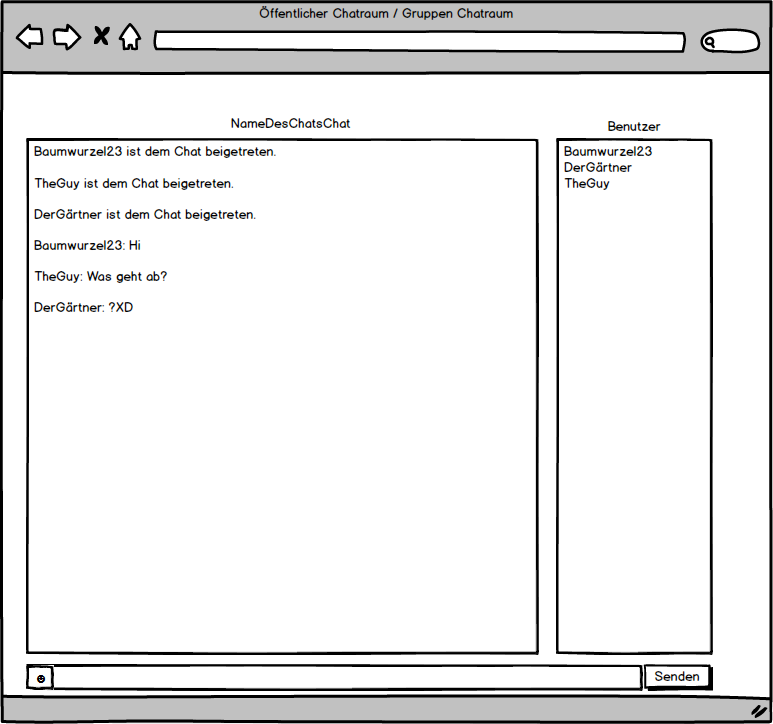 Öffentlicher Chatraum / Gruppen Chatraum
NameDesChatsChat
Baumwurzel23 ist dem Chat beigetreten.
TheGuy ist dem Chat beigetreten.
DerGärtner ist dem Chat beigetreten.
Baumwurzel23: Hi
TheGuy: Was geht ab?
DerGärtner: ?XD
Benutzer
Baumwurzel23
DerGärtner
TheGuy
Senden